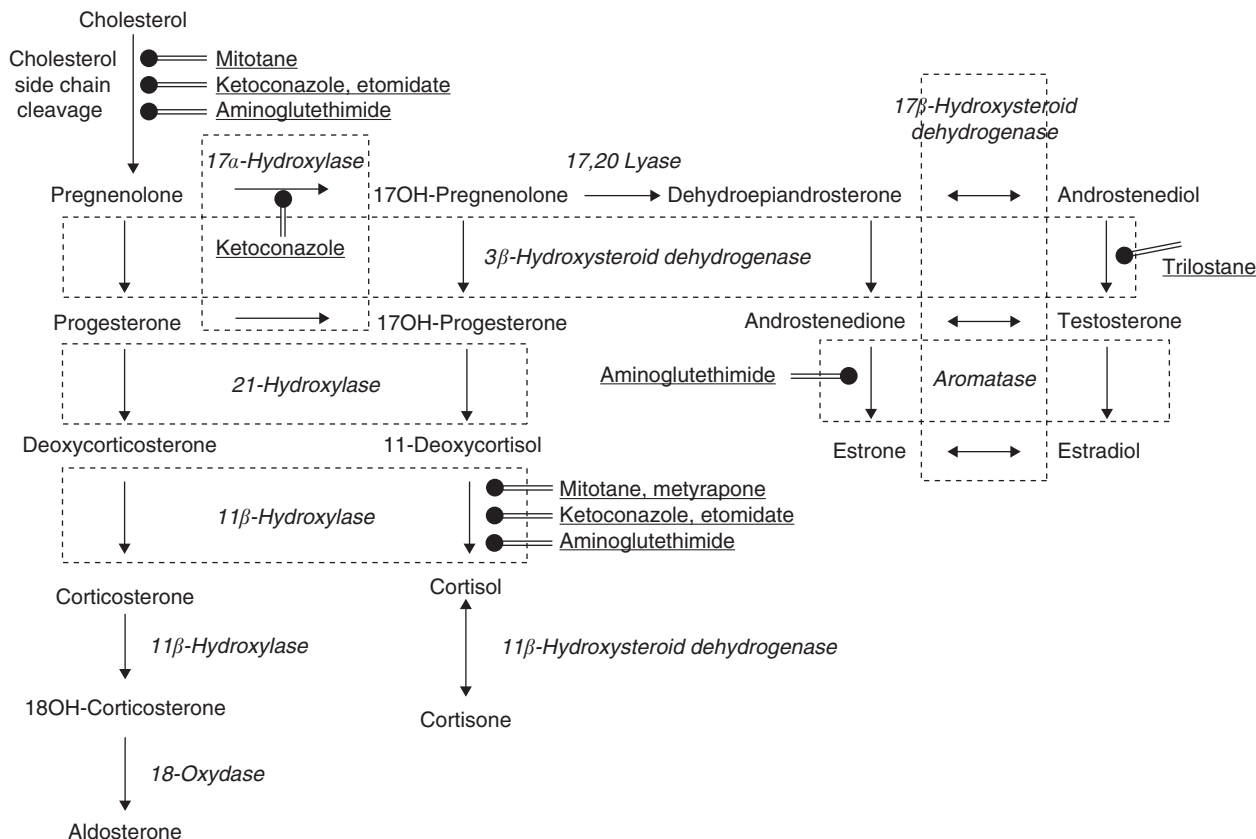 Cholesterol
Cholesterol
side chain
cleavage
Mitotane
Ketoconazole, etomidate
Aminoglutethimide
17β-Hydroxysteroid
dehydrogenase
17α-Hydroxylase
17,20 Lyase
Pregnenolone
17OH-Pregnenolone
Dehydroepiandrosterone
Androstenediol
Ketoconazole
3β-Hydroxysteroid dehydrogenase
Trilostane
Progesterone
17OH-Progesterone
Androstenedione
Testosterone
21-Hydroxylase
Aminoglutethimide
Aromatase
Deoxycorticosterone
11-Deoxycortisol
Estrone
Estradiol
11β-Hydroxylase
Mitotane, metyrapone
Ketoconazole, etomidate
Aminoglutethimide
Corticosterone
Cortisol
11β-Hydroxylase
11β-Hydroxysteroid dehydrogenase
18OH-Corticosterone
Cortisone
18-Oxydase
Aldosterone